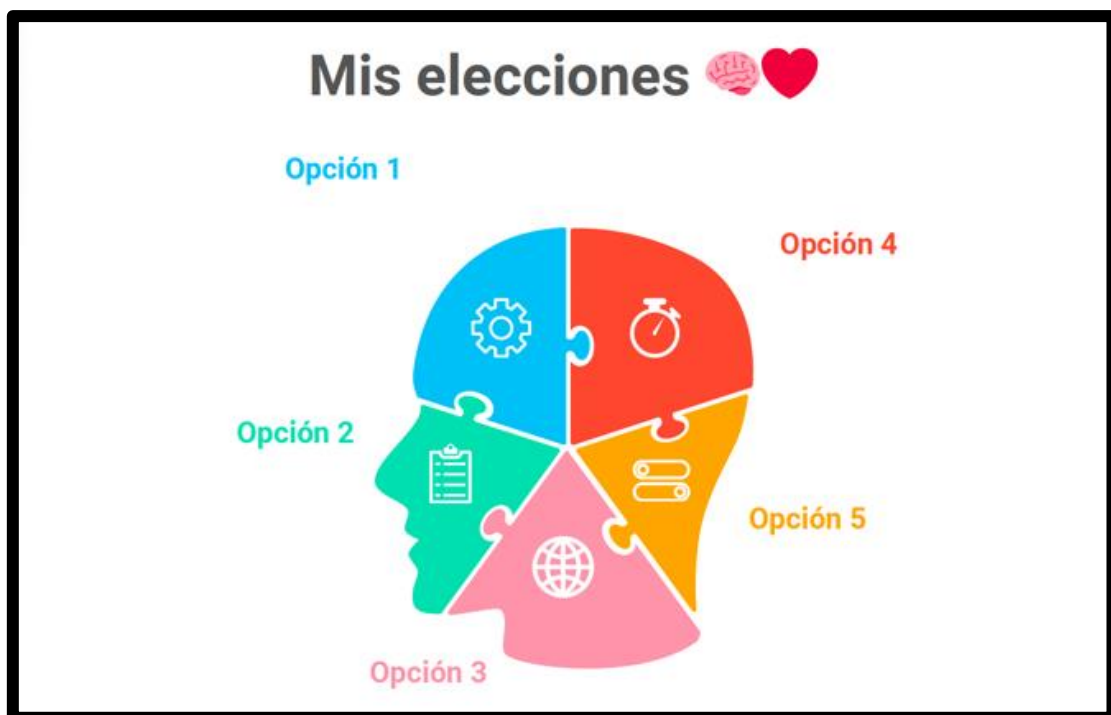 Mis elecciones 🧠❤️
Opción 1
Opción 4
Opción 2
Opción 5
Opción 3